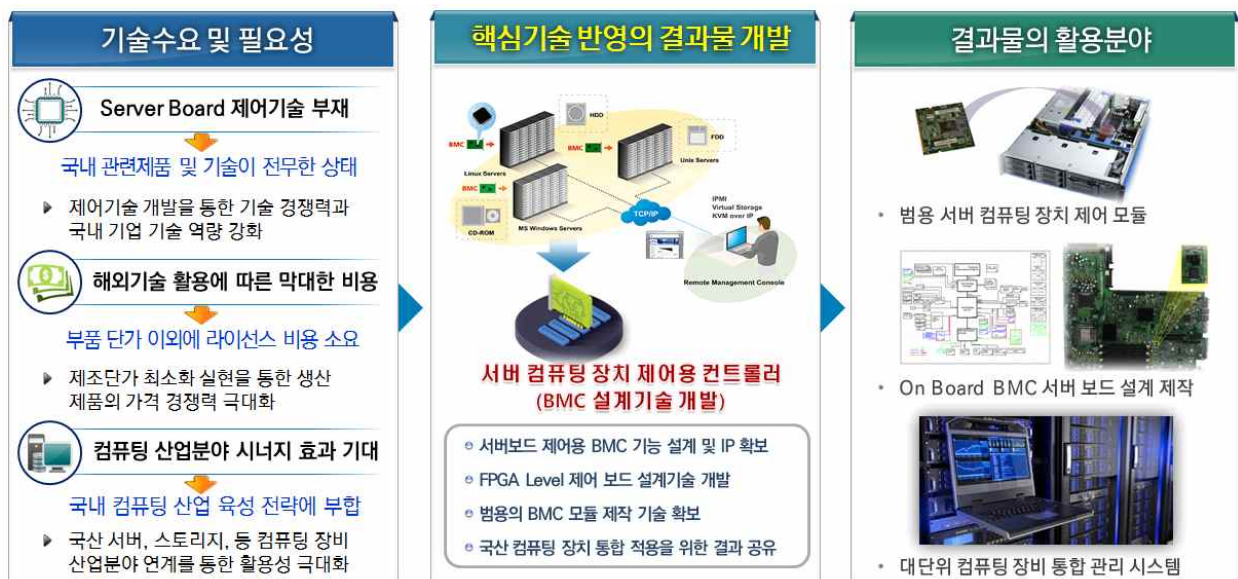 기술수요 및 필요성
Server Board 제어기술 부재
국내 관련제품 및 기술이 전무한 상태
▶ 제어기술 개발을 통한 기술 경쟁력과
국내 기업 기술 역량 강화
해외기술 활용에 따른 막대한 비용
부품 단가 이외에 라이선스 비용 소요
▶ 제조단가 최소화 실현을 통한 생산
제품의 가격 경쟁력 극대화
컴퓨팅 산업분야 시너지 효과 기대
국내 컴퓨팅 산업 육성 전략에 부합
▶ 국산 서버, 스토리지, 등 컴퓨팅 장비
산업분야 연계를 통한 활용성 극대화
핵심기술 반영의 결과물 개발
HDD
BMC
BMC
FDD
Linux Servers
Unix Servers
BMC
CD-ROM
MS Windows Servers
TCP/IP
IPMI
Virtual Storage
KVM over IP
Remote Management Console
서버 컴퓨팅 장치 제어용 컨트롤러
(BMC 설계기술 개발)
서버보드 제어용 BMC 기능 설계 및 IP 확보
FPGA Level 제어 보드 설계기술 개발
범용의 BMC 모듈 제작 기술 확보
국산 컴퓨팅 장치 통합 적용을 위한 결과 공유
결과물의 활용분야
• 범용 서버 컴퓨팅 장치 제어 모듈
• On Board BMC 서버 보드 설계 제작
• 대단위 컴퓨팅 장비 통합 관리 시스템